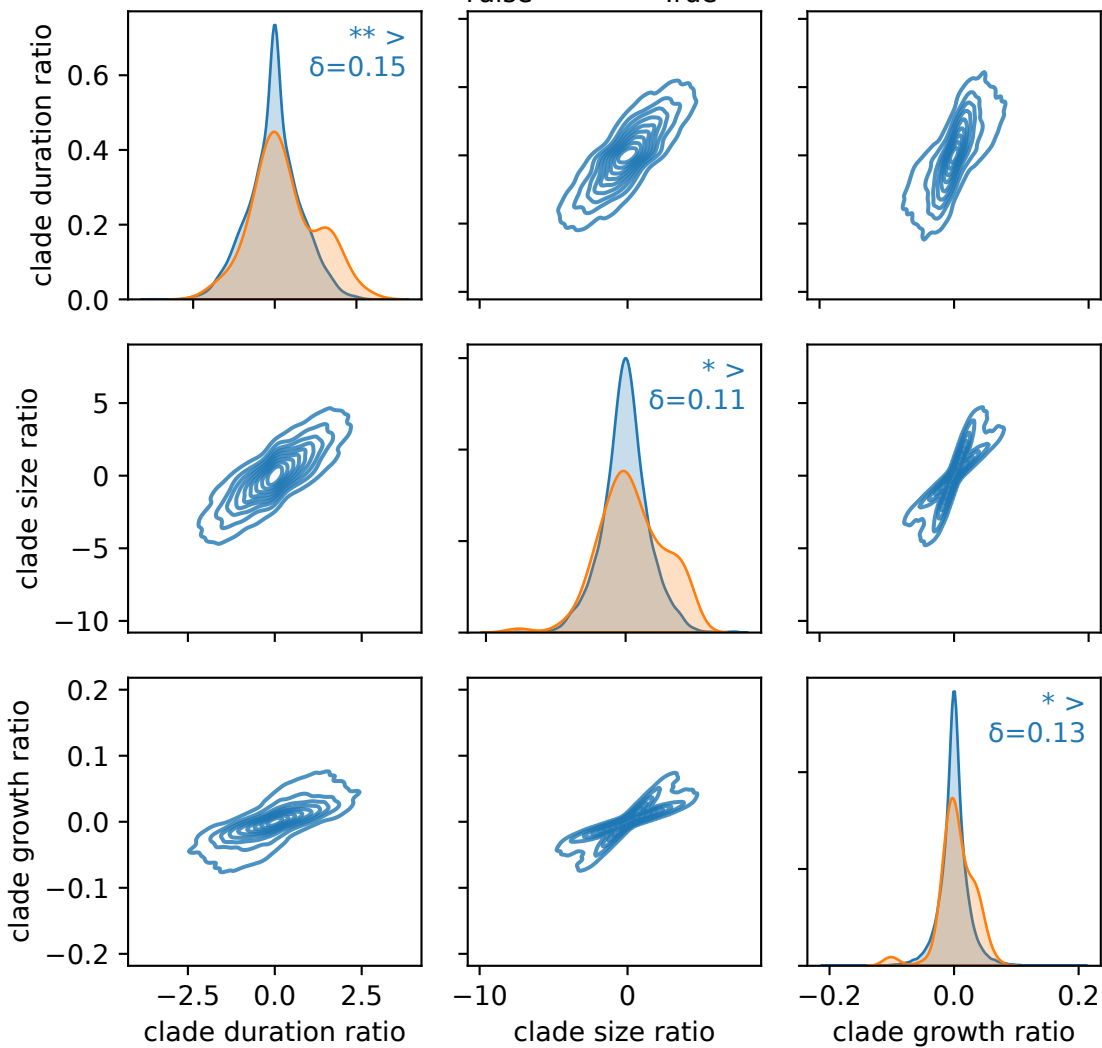 clade duration ratio
0.6
0.4
0.2
0.0
** >
δ=0.15
clade size ratio
5
0
−5
−10
* >
δ=0.11
clade growth ratio
0.2
0.1
0.0
−0.1
−0.2
* >
δ=0.13
−2.5 0.0 2.5
−10 0
−0.2 0.0 0.2
clade duration ratio
clade size ratio
clade growth ratio